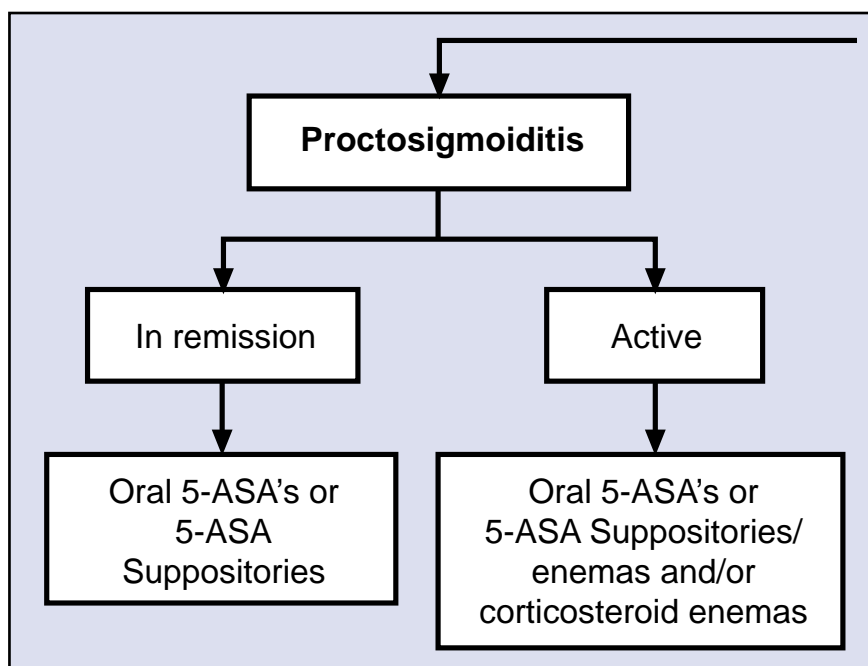 Proctosigmoiditis
In remission
Active
Oral 5-ASA’s or
5-ASA
Suppositories
Oral 5-ASA’s or
5-ASA Suppositories/
enemas and/or
corticosteroid enemas